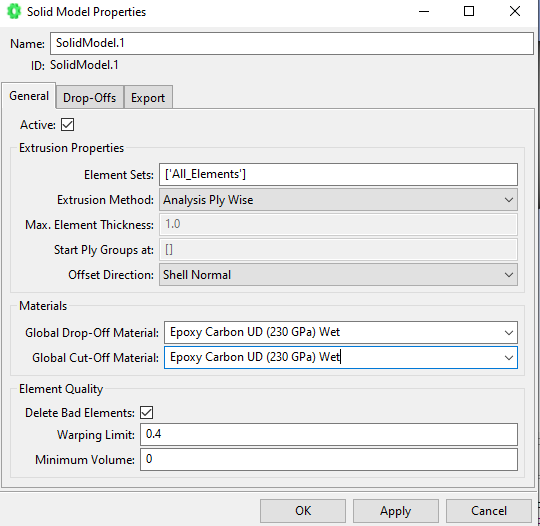 Solid Model Properties
Name: SolidModel.1
ID: SolidModel.1
General Drop-Offs Export
Active:
Extrusion Properties
Element Sets: ['All_Elements']
Extrusion Method: Analysis Ply Wise
Max. Element Thickness: 1.0
Start Ply Groups at: []
Offset Direction: Shell Normal
Materials
Global Drop-Off Material: Epoxy Carbon UD (230 GPa) Wet
Global Cut-Off Material: Epoxy Carbon UD (230 GPa) Wet
Element Quality
Delete Bad Elements:
Warping Limit: 0.4
Minimum Volume: 0
OK Apply Cancel